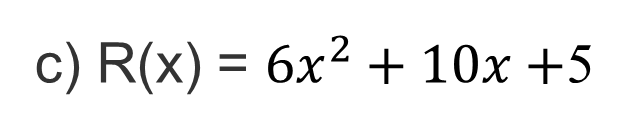 c) R(x) = 6x² + 10x +5